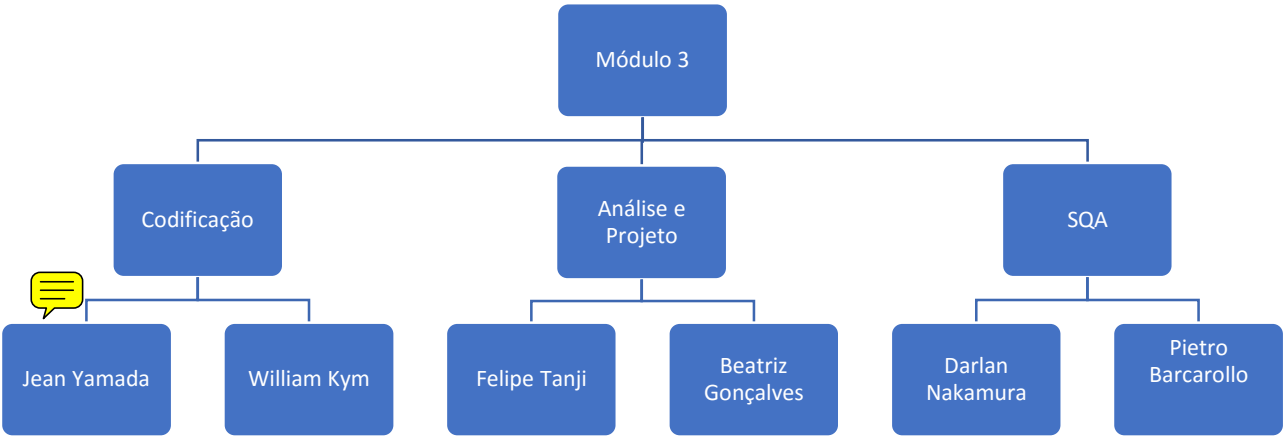 Módulo 3
Codificação
Análise e
Projeto
SQA
Jean Yamada
William Kym
Felipe Tanji
Beatriz
Gonçalves
Darlan
Nakamura
Pietro
Barcarollo